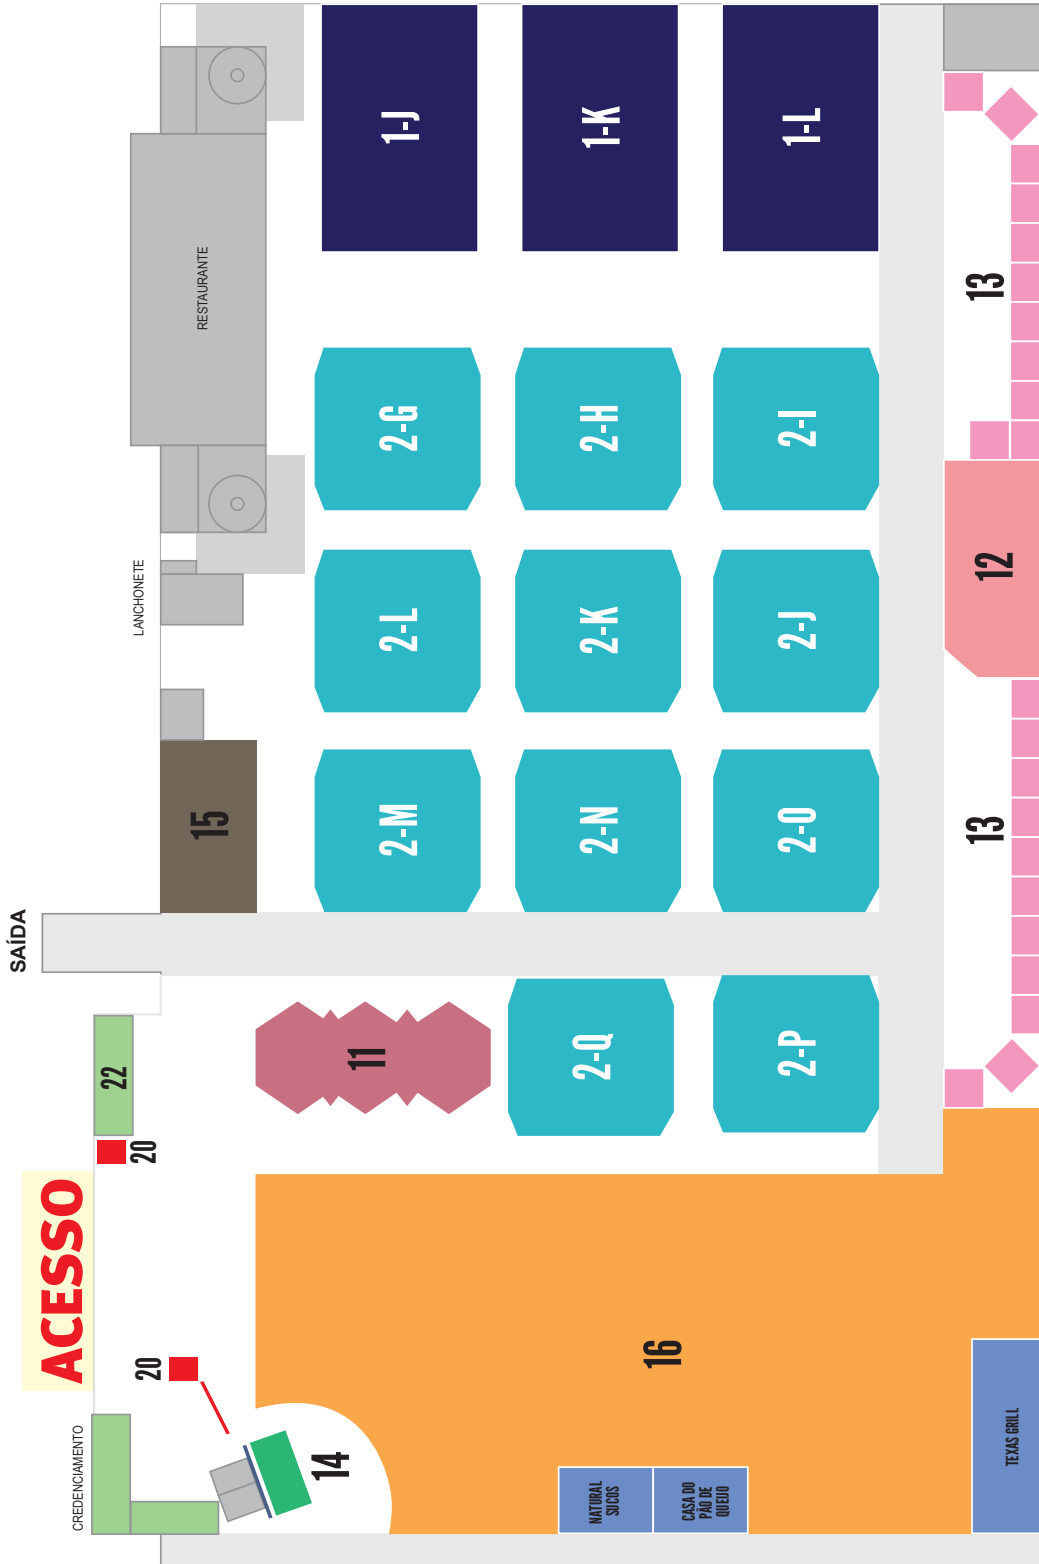 SAÍDA
LANCHONETE
RESTAURANTE
1-J
1-K
1-L
2-G
2-H
2-I
2-L
2-K
2-J
2-M
2-N
2-O
2-Q
2-P
15
13
12
13
11
22
20
ACESSO
20
CREDENCIAMENTO
14
16
NATURAL
SUCOS
CASA DO
PÃO DE
QUEIJO
TEXAS GRILL